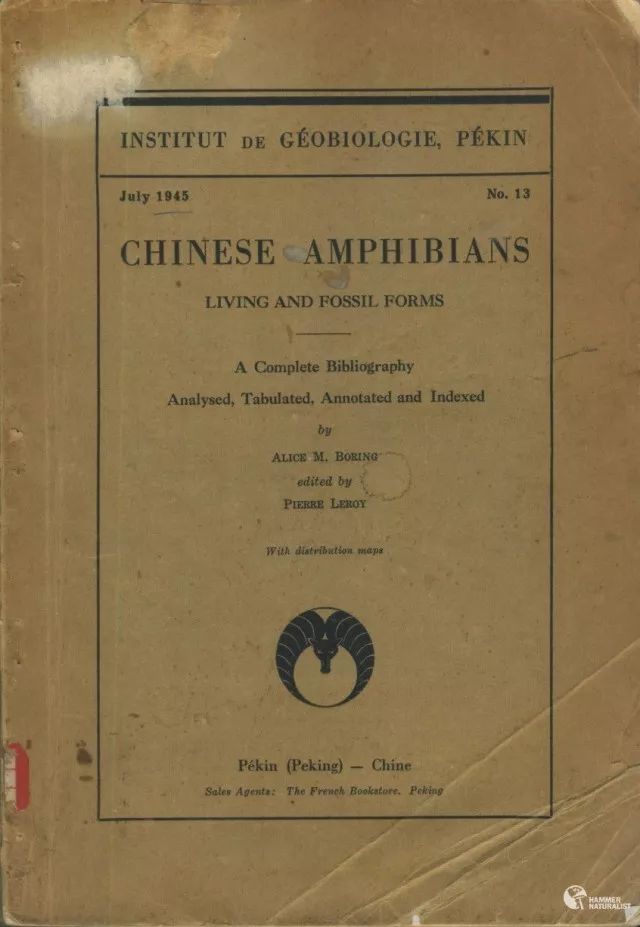 INSTITUT DE GÉOBIOLOGIE, PÉKIN
July 1945 No. 13
CHINESE AMPHIBIANS
LIVING AND FOSSIL FORMS
A Complete Bibliography
Analysed, Tabulated, Annotated and Indexed
by
ALICE M. BORING
edited by
PIERRE LEROY
With distribution maps
Pékin (Peking) — Chine
Sales Agents: The French Bookstore. Peking
HAMMER
NATURALIST